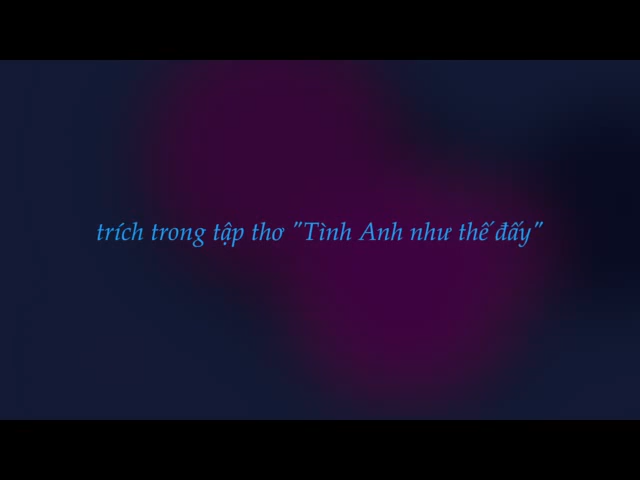 trích trong tập thơ "Tình Anh như thế đấy"